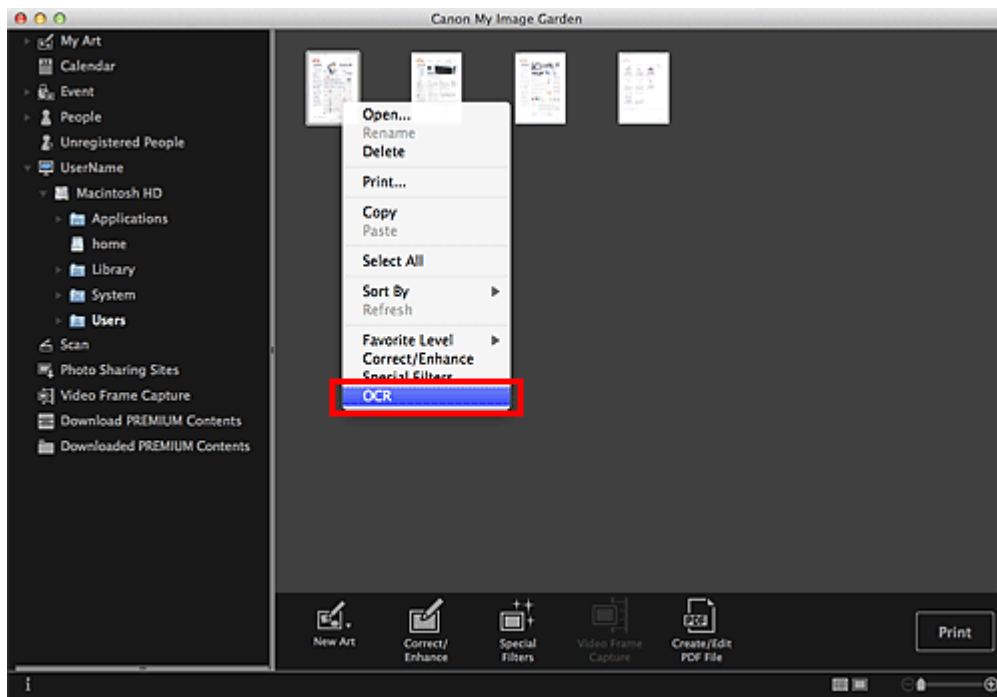 Canon My Image Garden
My Art
Calendar
Event
People
Unregistered People
UserName
Macintosh HD
Applications
home
Library
System
Users
Scan
Photo Sharing Sites
Video Frame Capture
Download PREMIUM Contents
Downloaded PREMIUM Contents
Open...
Rename
Delete
Print...
Copy
Paste
Select All
Sort By
Refresh
Favorite Level
Correct/Enhance
Special Filters
OCR
New Art
Correct/
Enhance
Special
Filters
Video Frame
Capture
PDF
Create/Edit
PDF File
Print